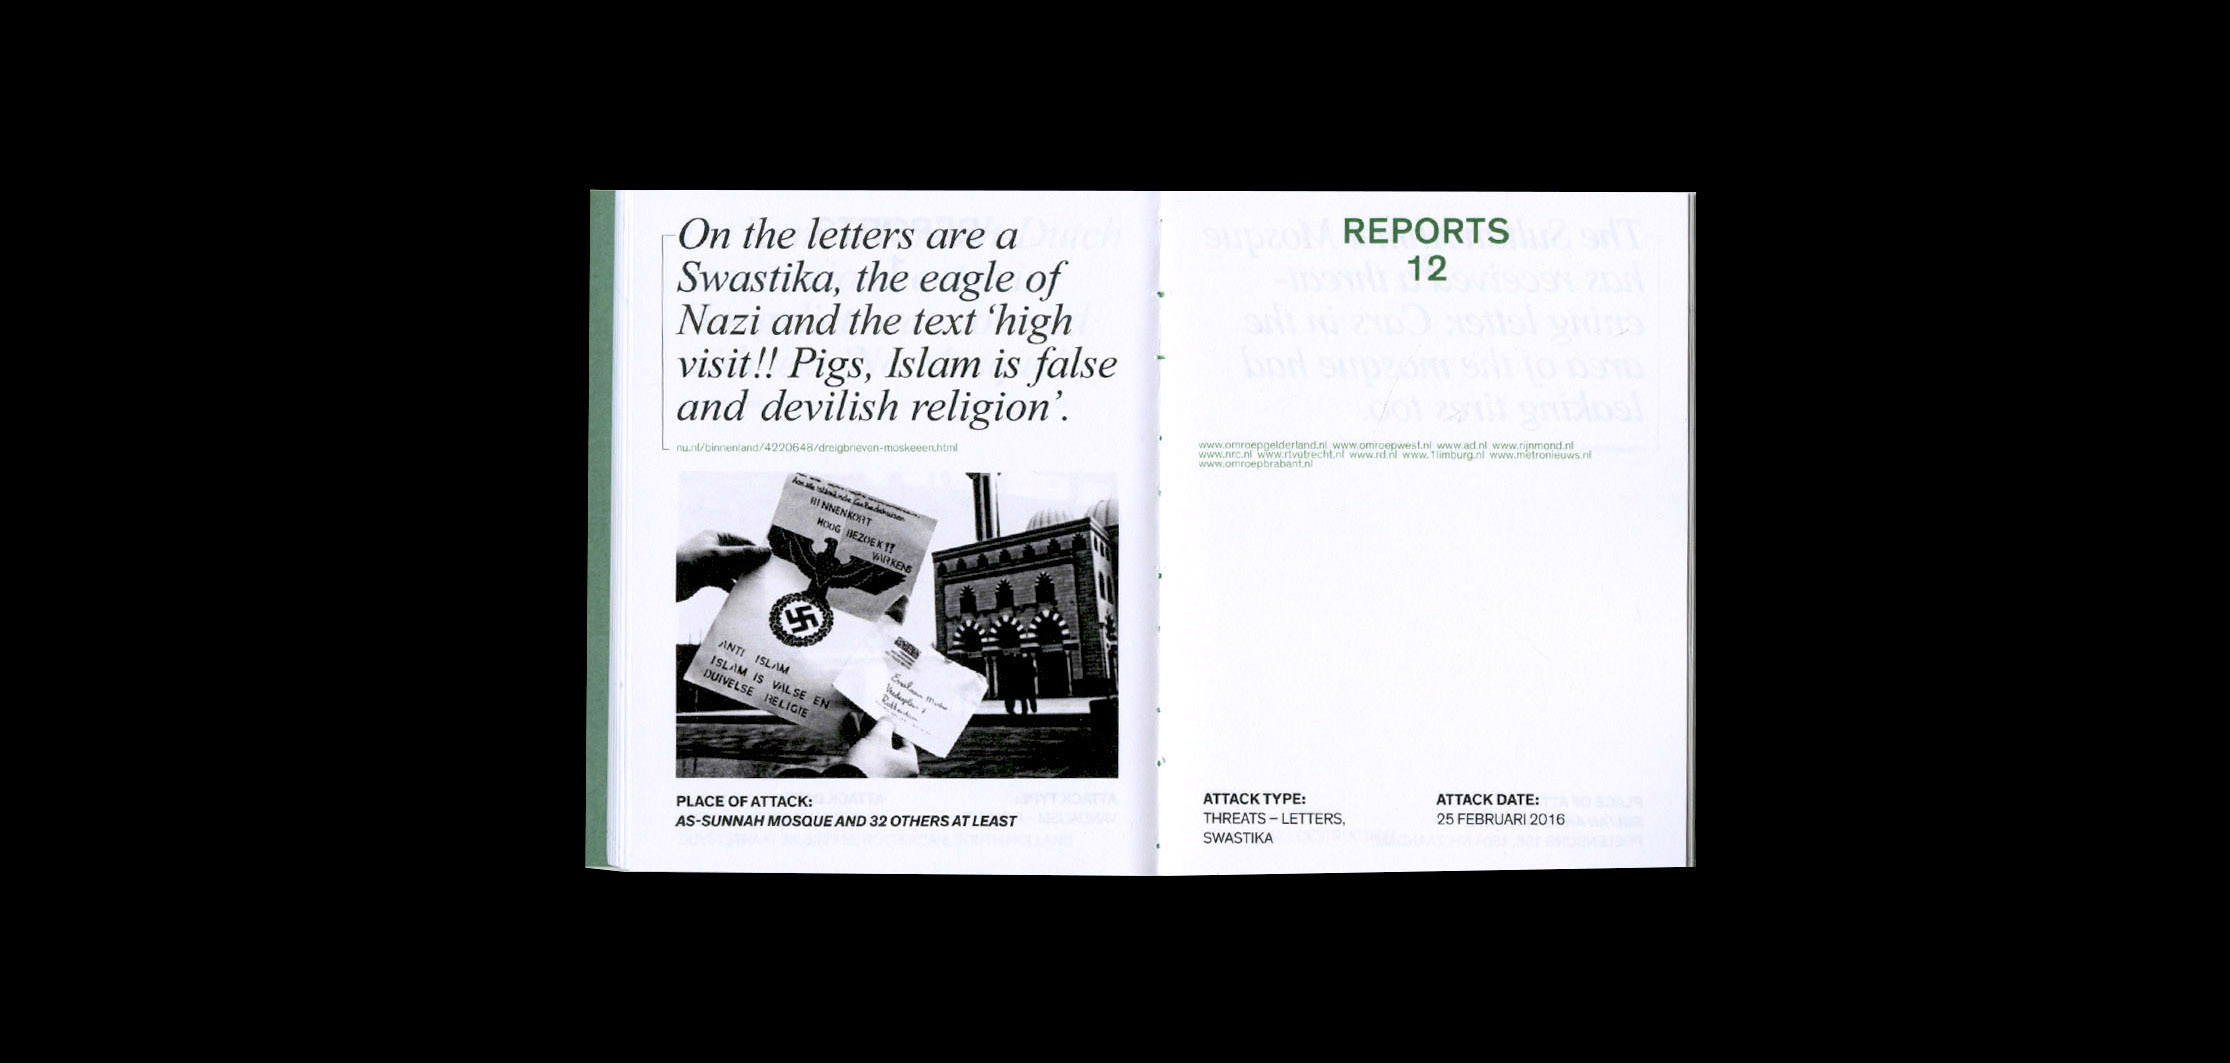 On the letters are a
Swastika, the eagle of
Nazi and the text ‘high
visit!! Pigs, Islam is false
and devilish religion’.
nu.nl/binnenland/4220648/dreigbrieven-moskeeen.html
Aan alle islamitische
BINNENKORT
HOOG BEZOEK!!
VARKENS
ANTI ISLAM
ISLAM IS VALSE EN
DUIVELSE RELIGIE
PLACE OF ATTACK:
AS-SUNNAH MOSQUE AND 32 OTHERS AT LEAST
REPORTS
12
www.omroepgelderland.nl www.omroepwest.nl www.ad.nl www.rijnmond.nl
www.nrc.nl www.rtvutrecht.nl www.rd.nl www.1limburg.nl www.metronieuws.nl
www.omroepbrabant.nl
ATTACK TYPE:
THREATS – LETTERS,
SWASTIKA
ATTACK DATE:
25 FEBRUARI 2016